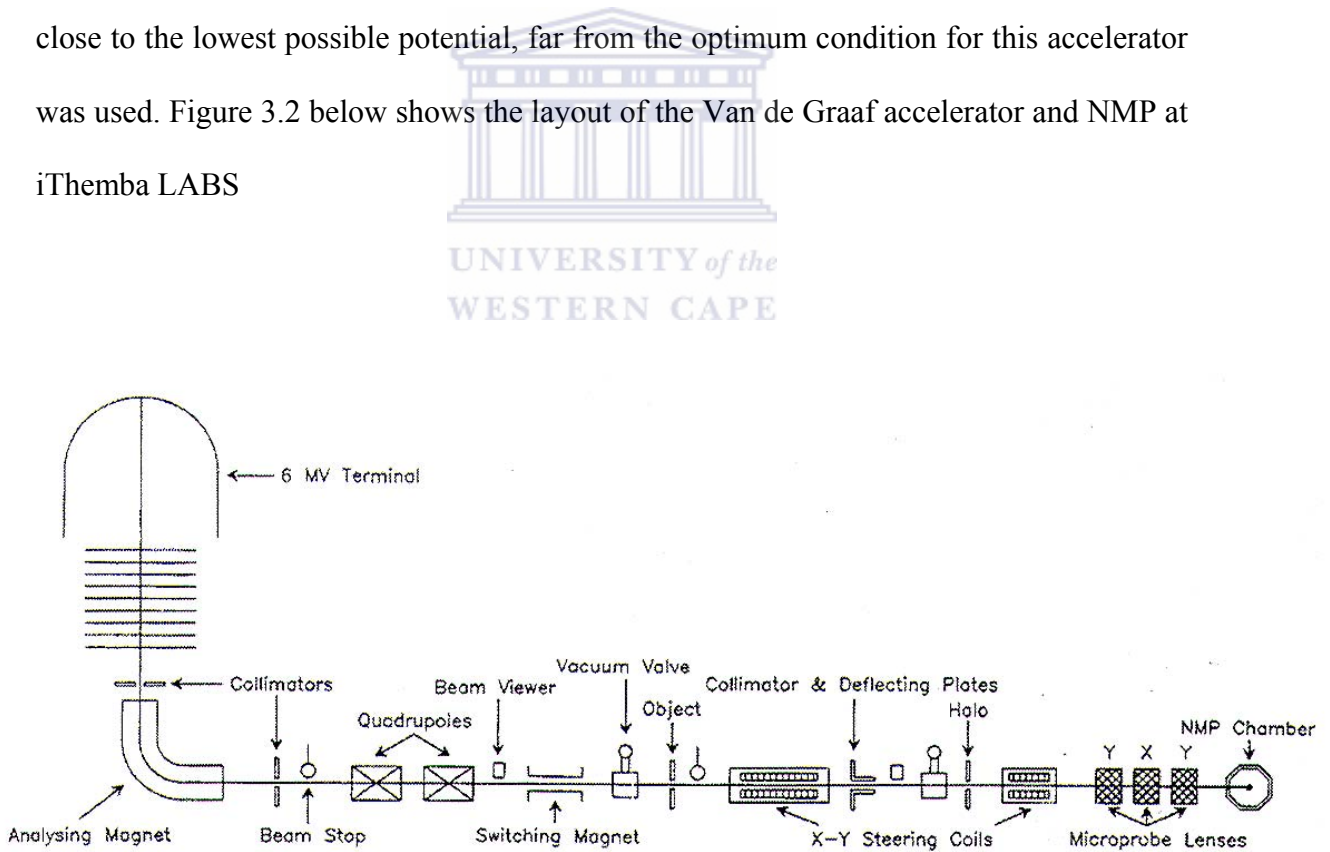 close to the lowest possible potential, far from the optimum condition for this accelerator
was used. Figure 3.2 below shows the layout of the Van de Graaf accelerator and NMP at
iThemba LABS
UNIVERSITY of the
WESTERN CAPE
6 MV Terminal
Collimators
Beam Viewer
Quadrupoles
Vacuum Valve
Object
Collimator & Deflecting Plates
Halo
NMP Chamber
Y X Y
Analysing Magnet
Beam Stop
Switching Magnet
X-Y Steering Coils
Microprobe Lenses